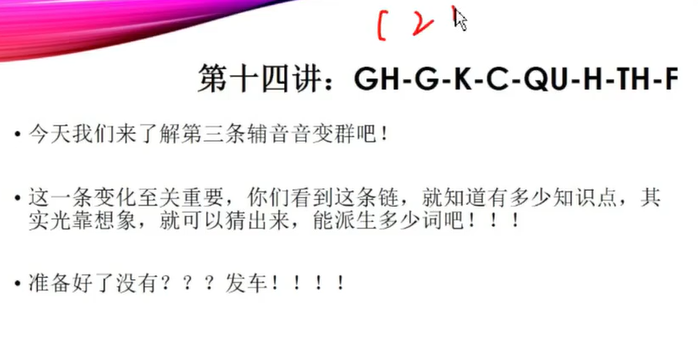 第十四讲：GH-G-K-C-QU-H-TH-F
• 今天我们来了解第三条辅音音变群吧！
• 这一条变化至关重要，你们看到这条链，就知道有多少知识点，其
实光靠想象，就可以猜出来，能派生多少词吧！！！
• 准备好了没有？？？发车！！！！